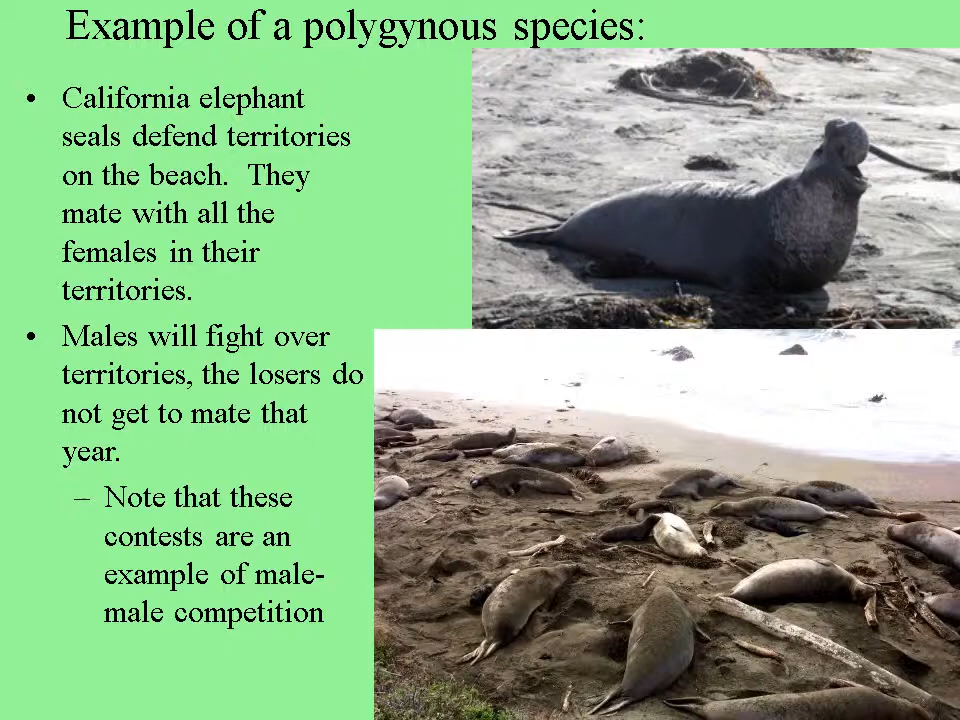 Example of a polygynous species:
• California elephant
seals defend territories
on the beach.  They
mate with all the
females in their
territories.
• Males will fight over
territories, the losers do
not get to mate that
year.
– Note that these
contests are an
example of male-
male competition